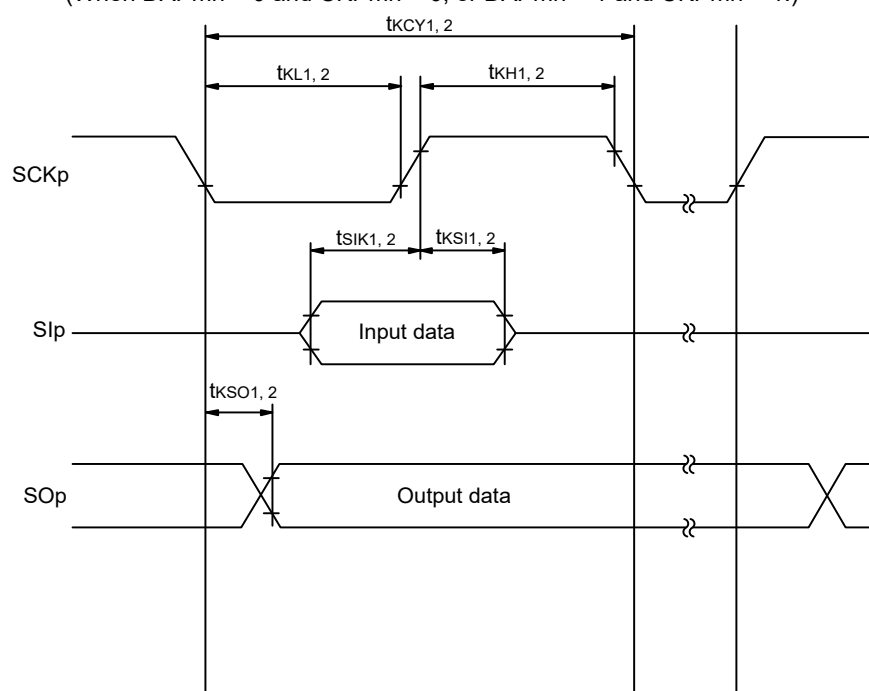 tKCY1, 2
tKL1, 2
tKH1, 2
SCKp
tSIK1, 2
tKSI1, 2
SIp
Input data
tKSO1, 2
SOp
Output data